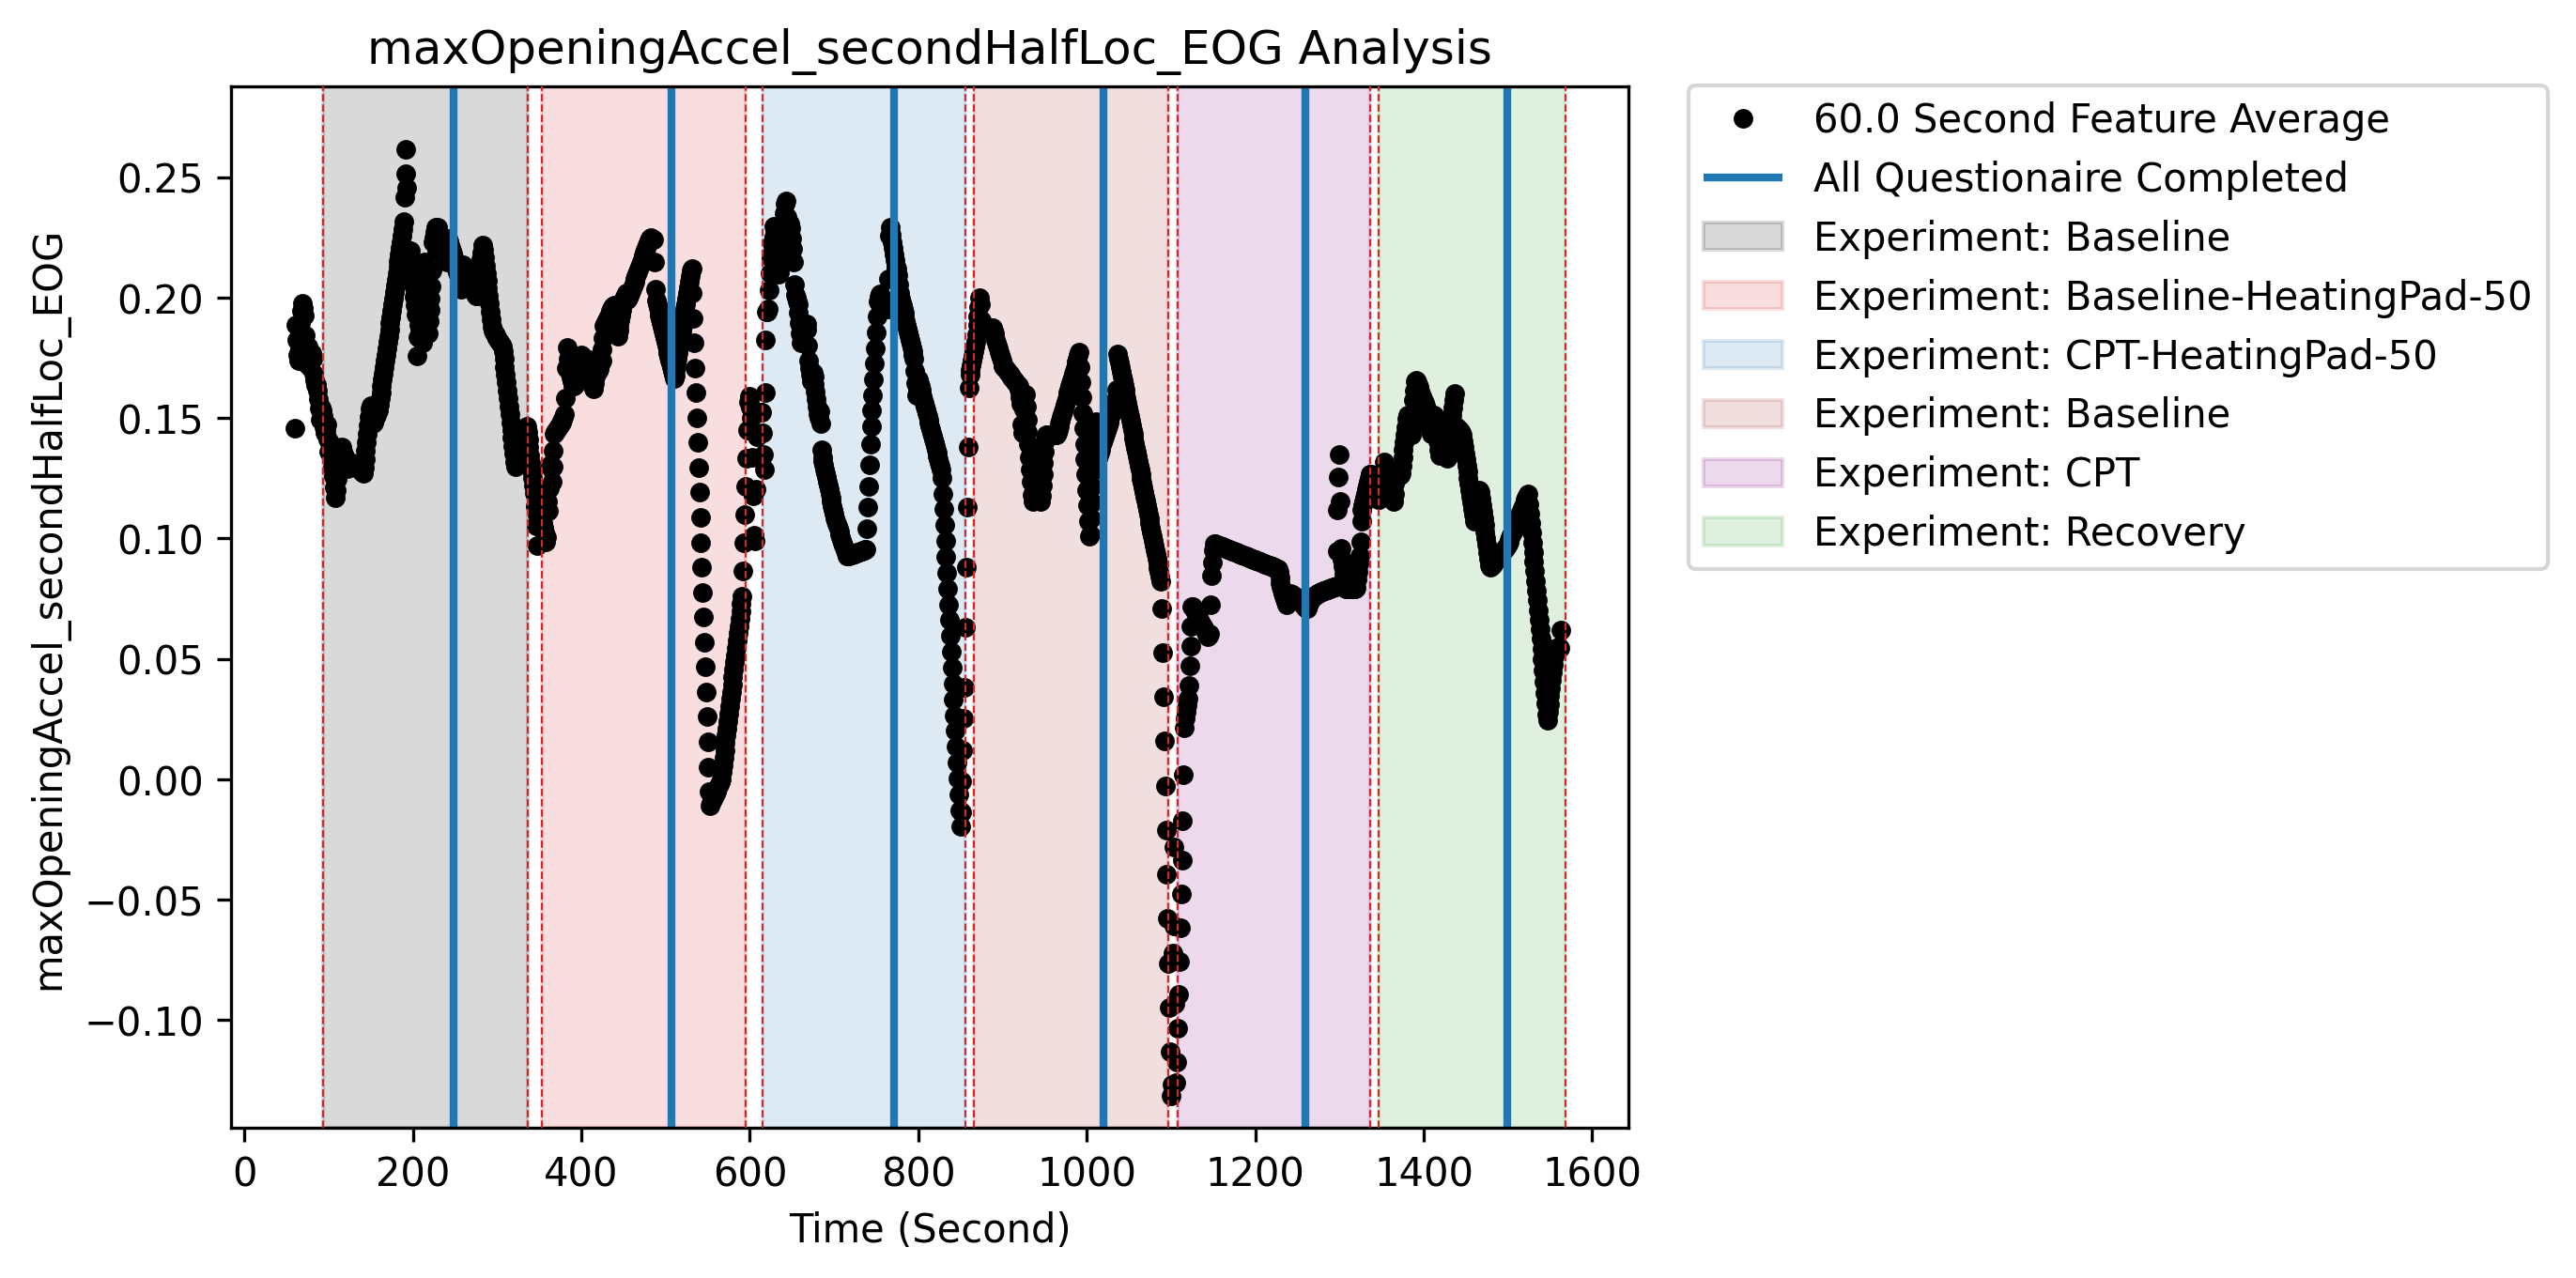 maxOpeningAccel_secondHalfLoc_EOG Analysis
maxOpeningAccel_secondHalfLoc_EOG
0.25
0.20
0.15
0.10
0.05
0.00
−0.05
−0.10
0 200 400 600 800 1000 1200 1400 1600
Time (Second)
60.0 Second Feature Average
All Questionaire Completed
Experiment: Baseline
Experiment: Baseline-HeatingPad-50
Experiment: CPT-HeatingPad-50
Experiment: Baseline
Experiment: CPT
Experiment: Recovery